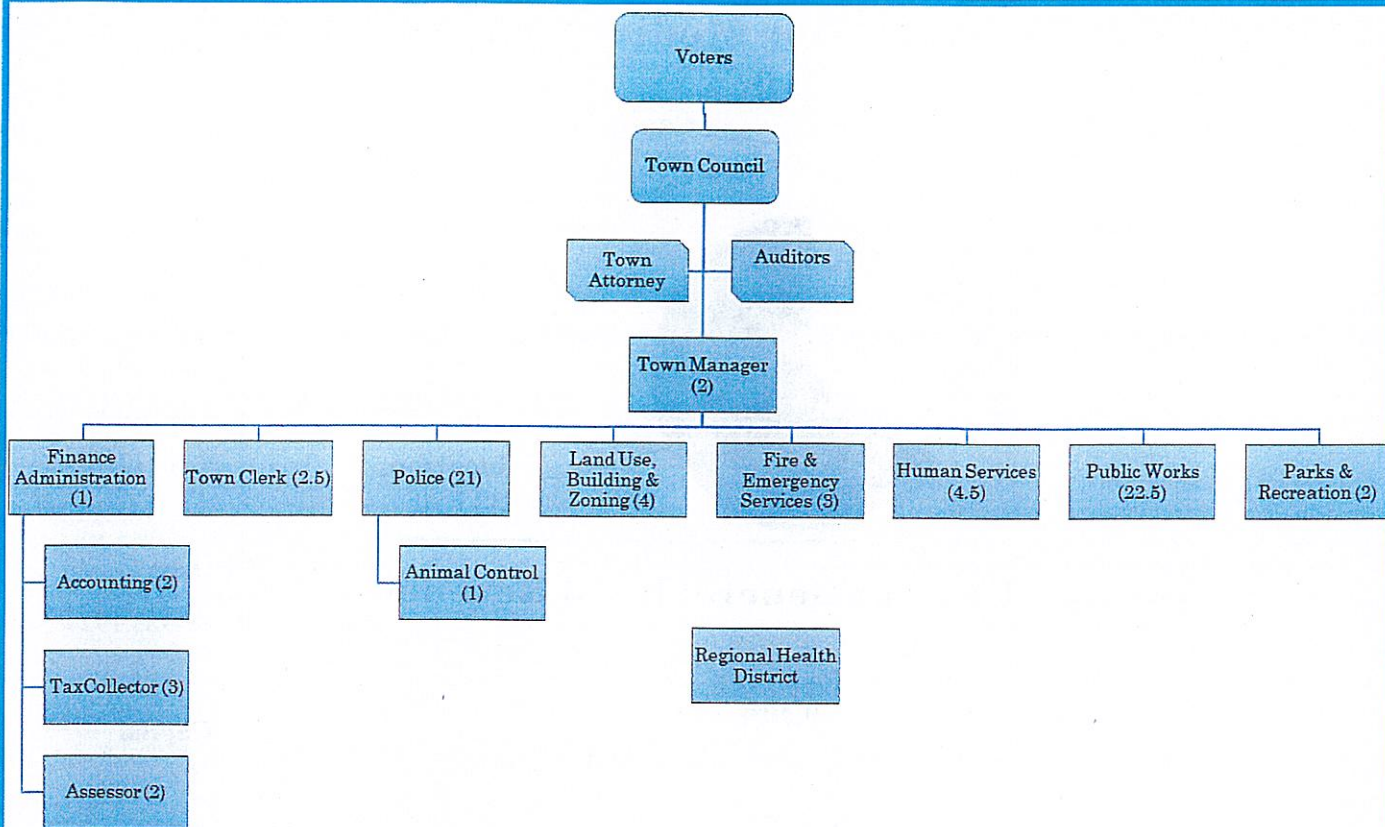 Voters
Town Council
Town
Attorney
Auditors
Town Manager
(2)
Finance
Administration
(1)
Town Clerk (2.5)
Police (21)
Land Use,
Building &
Zoning (4)
Fire &
Emergency
Services (3)
Human Services
(4.5)
Public Works
(22.5)
Parks &
Recreation (2)
Accounting (2)
Animal Control
(1)
Regional Health
District
TaxCollector (3)
Assessor (2)